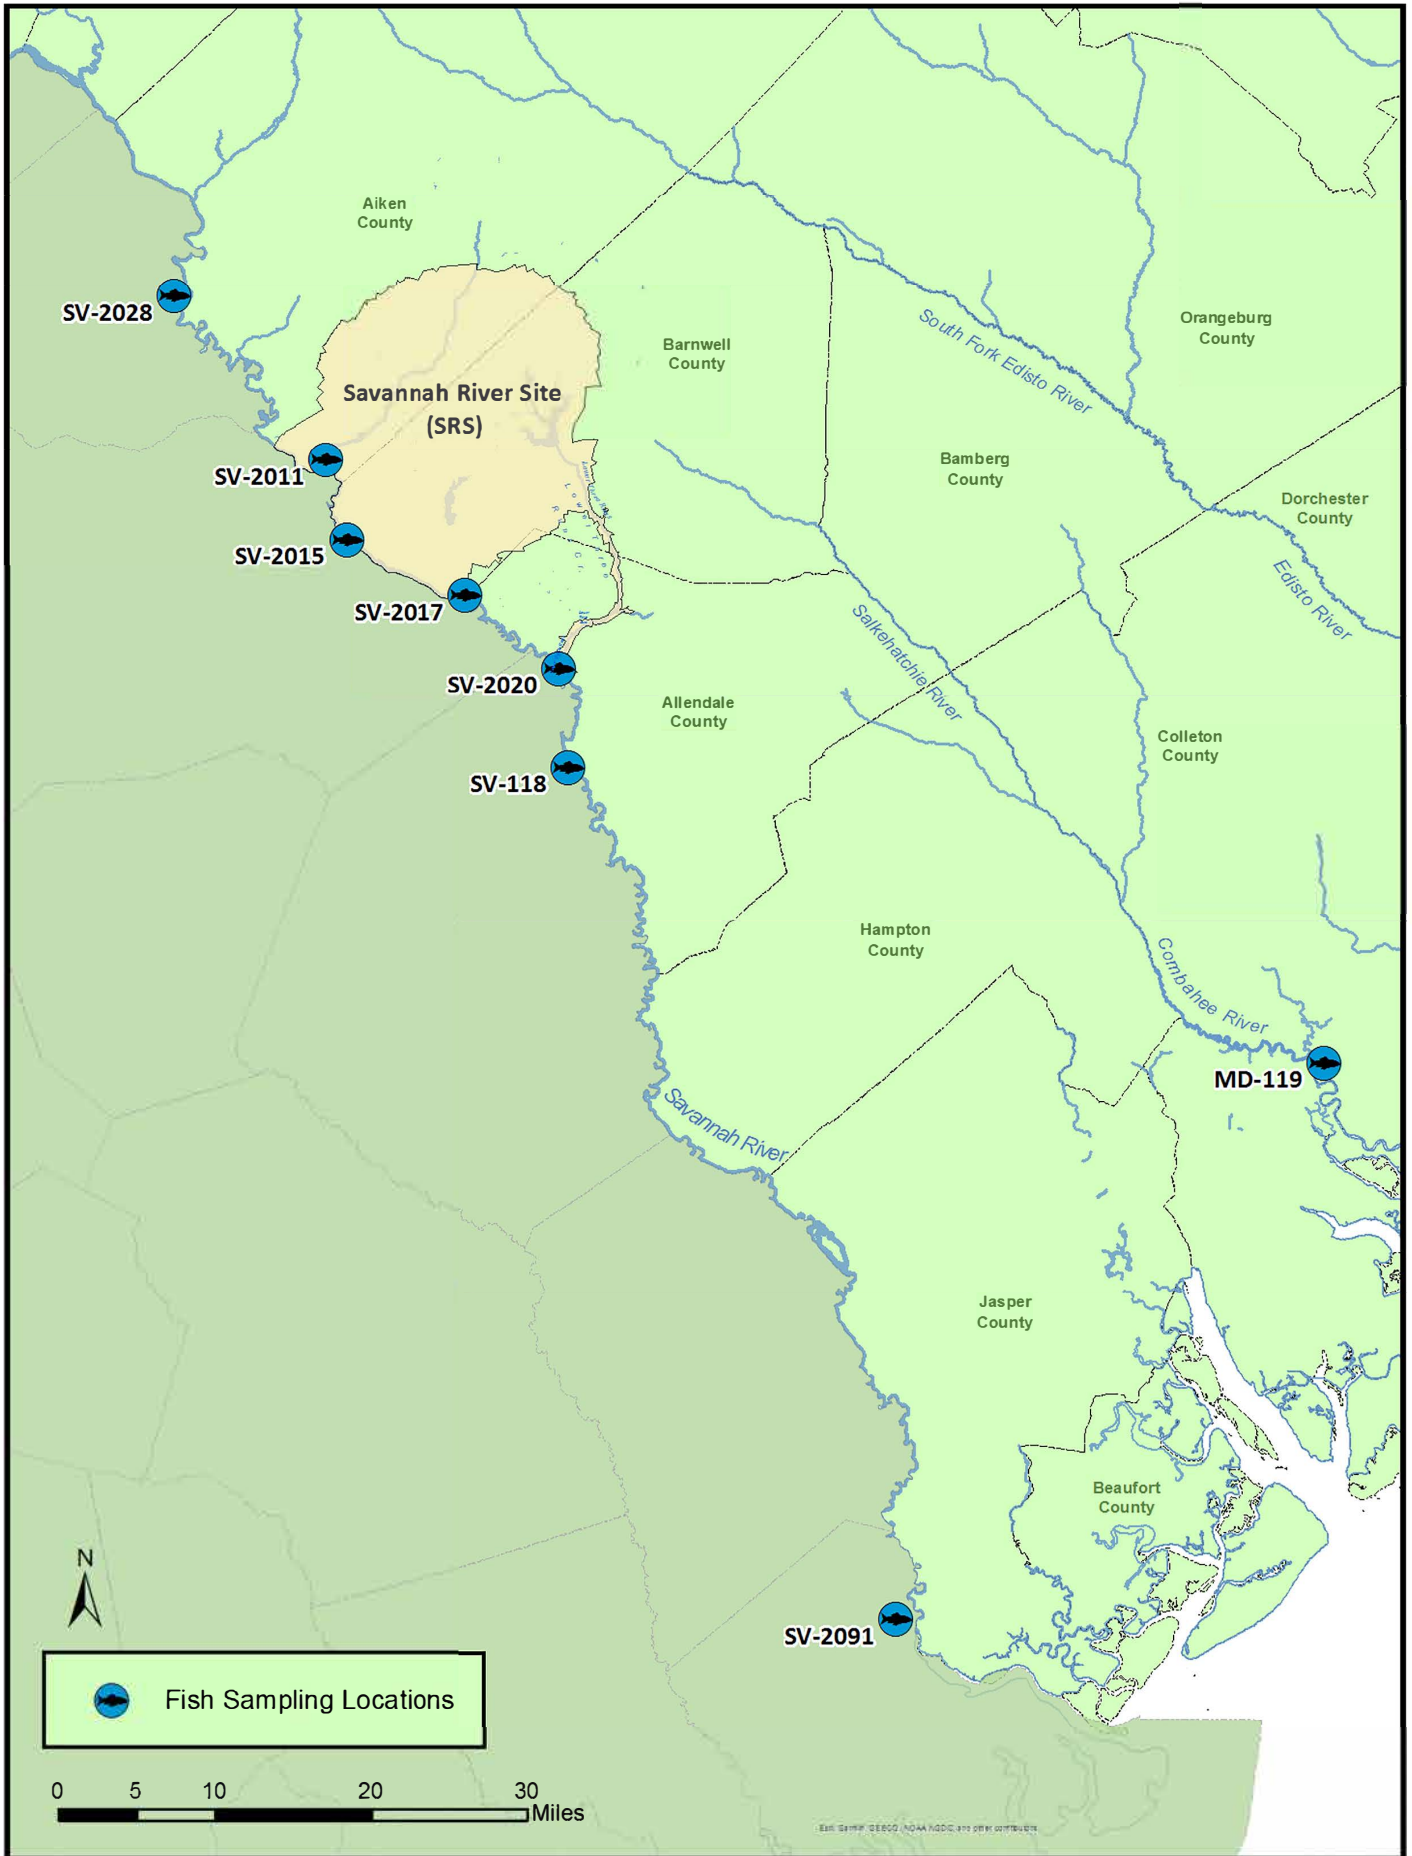 Aiken
County
SV-2028
South Fork Edisto River
Orangeburg
County
Barnwell
County
Savannah River Site
(SRS)
Bamberg
County
SV-2011
Dorchester
County
SV-2015
Edisto River
SV-2017
Salkehatchie River
SV-2020
Allendale
County
Colleton
County
SV-118
Hampton
County
Combahee River
MD-119
Savannah River
Jasper
County
Beaufort
County
N
SV-2091
Fish Sampling Locations
0 5 10 20 30
Miles